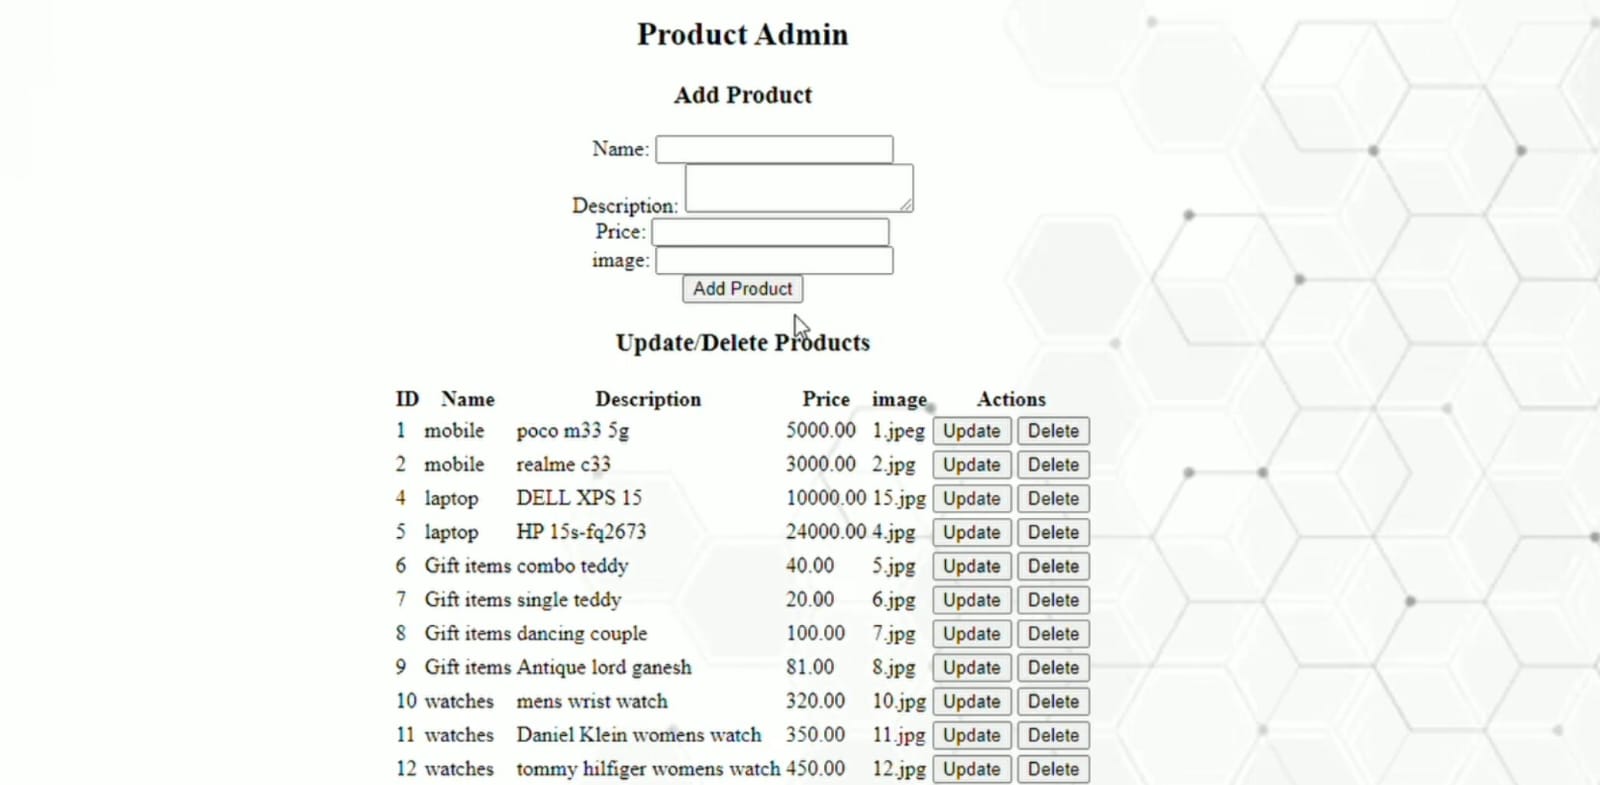 Product Admin
Add Product
Name:
Description:
Price:
image:
Add Product
Update/Delete Products
ID Name Description Price image Actions
1 mobile poco m33 5g 5000.00 1.jpeg Update Delete
2 mobile realme c33 3000.00 2.jpg Update Delete
4 laptop DELL XPS 15 10000.00 15.jpg Update Delete
5 laptop HP 15s-fq2673 24000.00 4.jpg Update Delete
6 Gift items combo teddy 40.00 5.jpg Update Delete
7 Gift items single teddy 20.00 6.jpg Update Delete
8 Gift items dancing couple 100.00 7.jpg Update Delete
9 Gift items Antique lord ganesh 81.00 8.jpg Update Delete
10 watches mens wrist watch 320.00 10.jpg Update Delete
11 watches Daniel Klein womens watch 350.00 11.jpg Update Delete
12 watches tommy hilfiger womens watch 450.00 12.jpg Update Delete